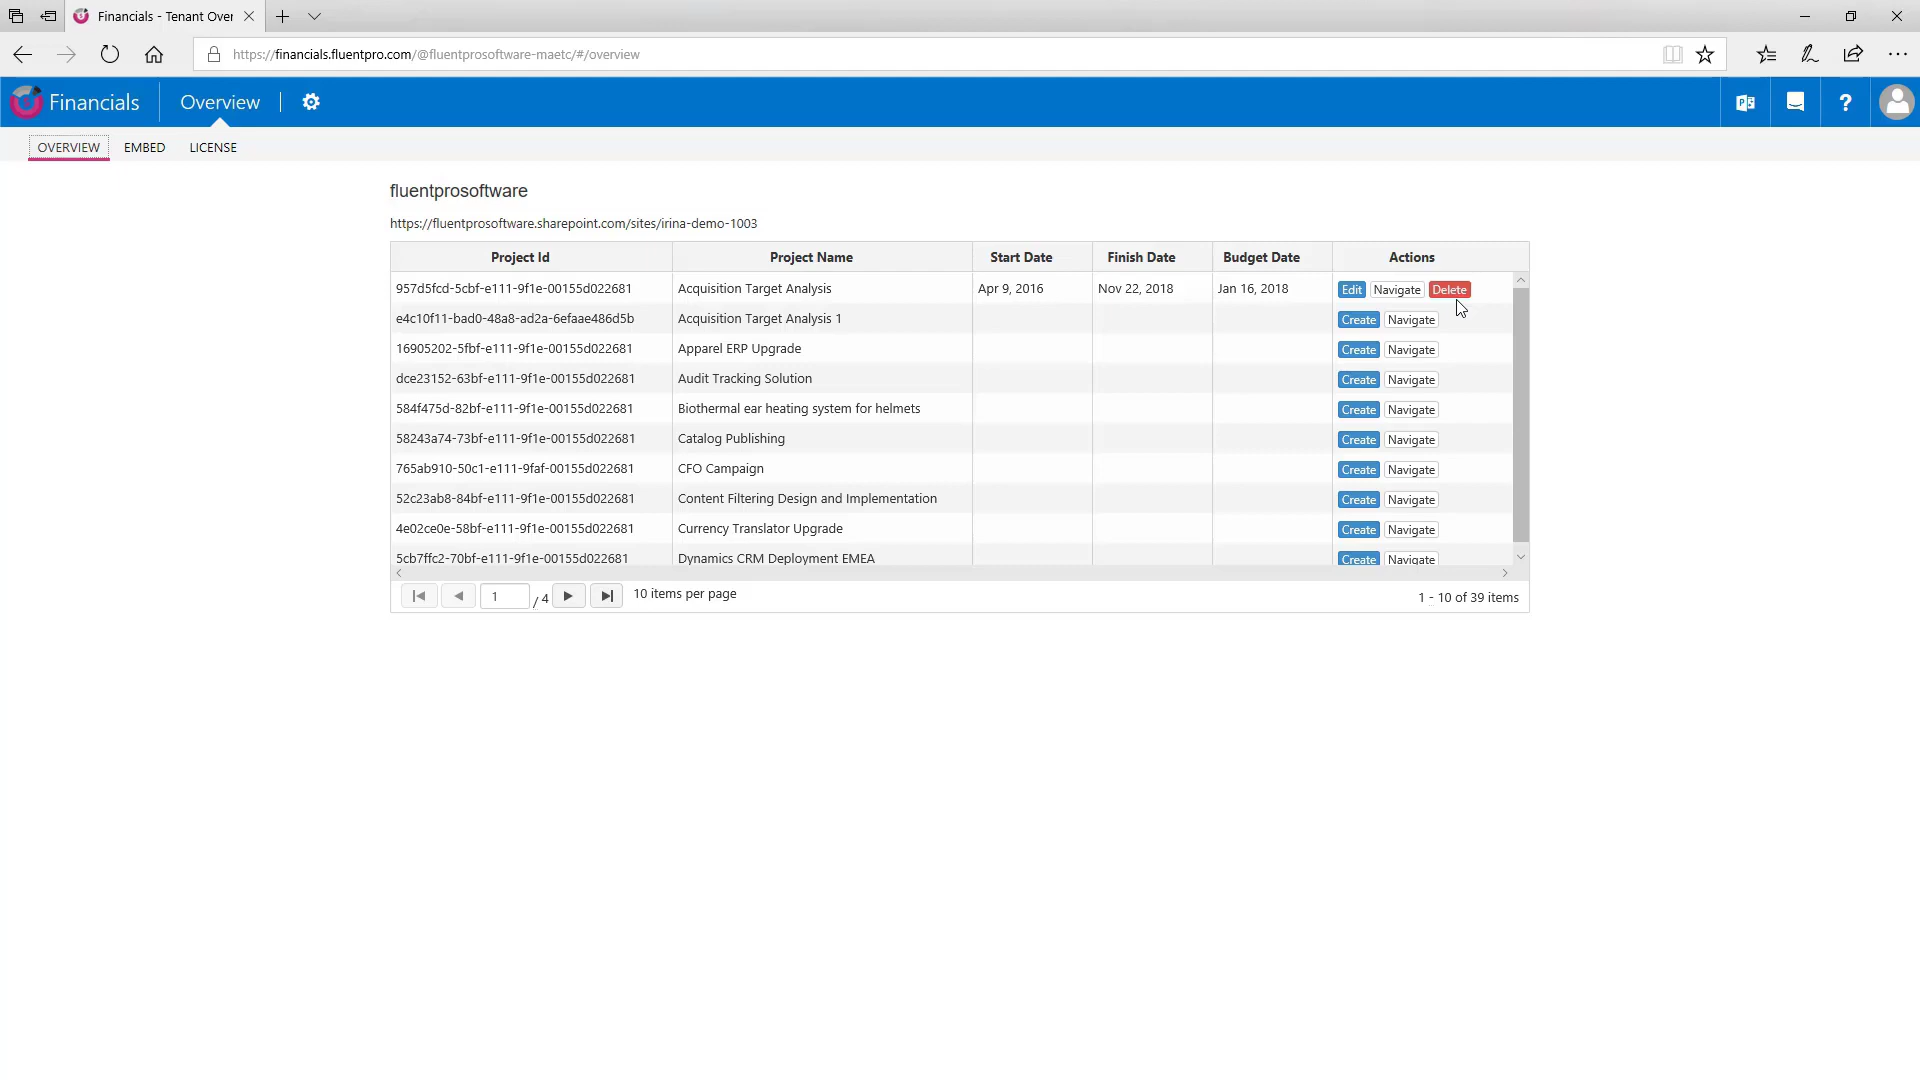 Financials - Tenant Over
https://financials.fluentpro.com/@fluentprosoftware-maetc/#/overview
Financials Overview ?
OVERVIEW EMBED LICENSE
fluentprosoftware
https://fluentprosoftware.sharepoint.com/sites/irina-demo-1003
Project Id Project Name Start Date Finish Date Budget Date Actions
957d5fcd-5cbf-e111-9f1e-00155d022681 Acquisition Target Analysis Apr 9, 2016 Nov 22, 2018 Jan 16, 2018 Edit Navigate Delete
e4c10f11-bad0-48a8-ad2a-6efaae486d5b Acquisition Target Analysis 1 Create Navigate
16905202-5fbf-e111-9f1e-00155d022681 Apparel ERP Upgrade Create Navigate
dce23152-63bf-e111-9f1e-00155d022681 Audit Tracking Solution Create Navigate
584f475d-82bf-e111-9f1e-00155d022681 Biothermal ear heating system for helmets Create Navigate
58243a74-73bf-e111-9f1e-00155d022681 Catalog Publishing Create Navigate
765ab910-50c1-e111-9faf-00155d022681 CFO Campaign Create Navigate
52c23ab8-84bf-e111-9f1e-00155d022681 Content Filtering Design and Implementation Create Navigate
4e02ce0e-58bf-e111-9f1e-00155d022681 Currency Translator Upgrade Create Navigate
5cb7ffc2-70bf-e111-9f1e-00155d022681 Dynamics CRM Deployment EMEA Create Navigate
1 / 4 10 items per page 1 - 10 of 39 items